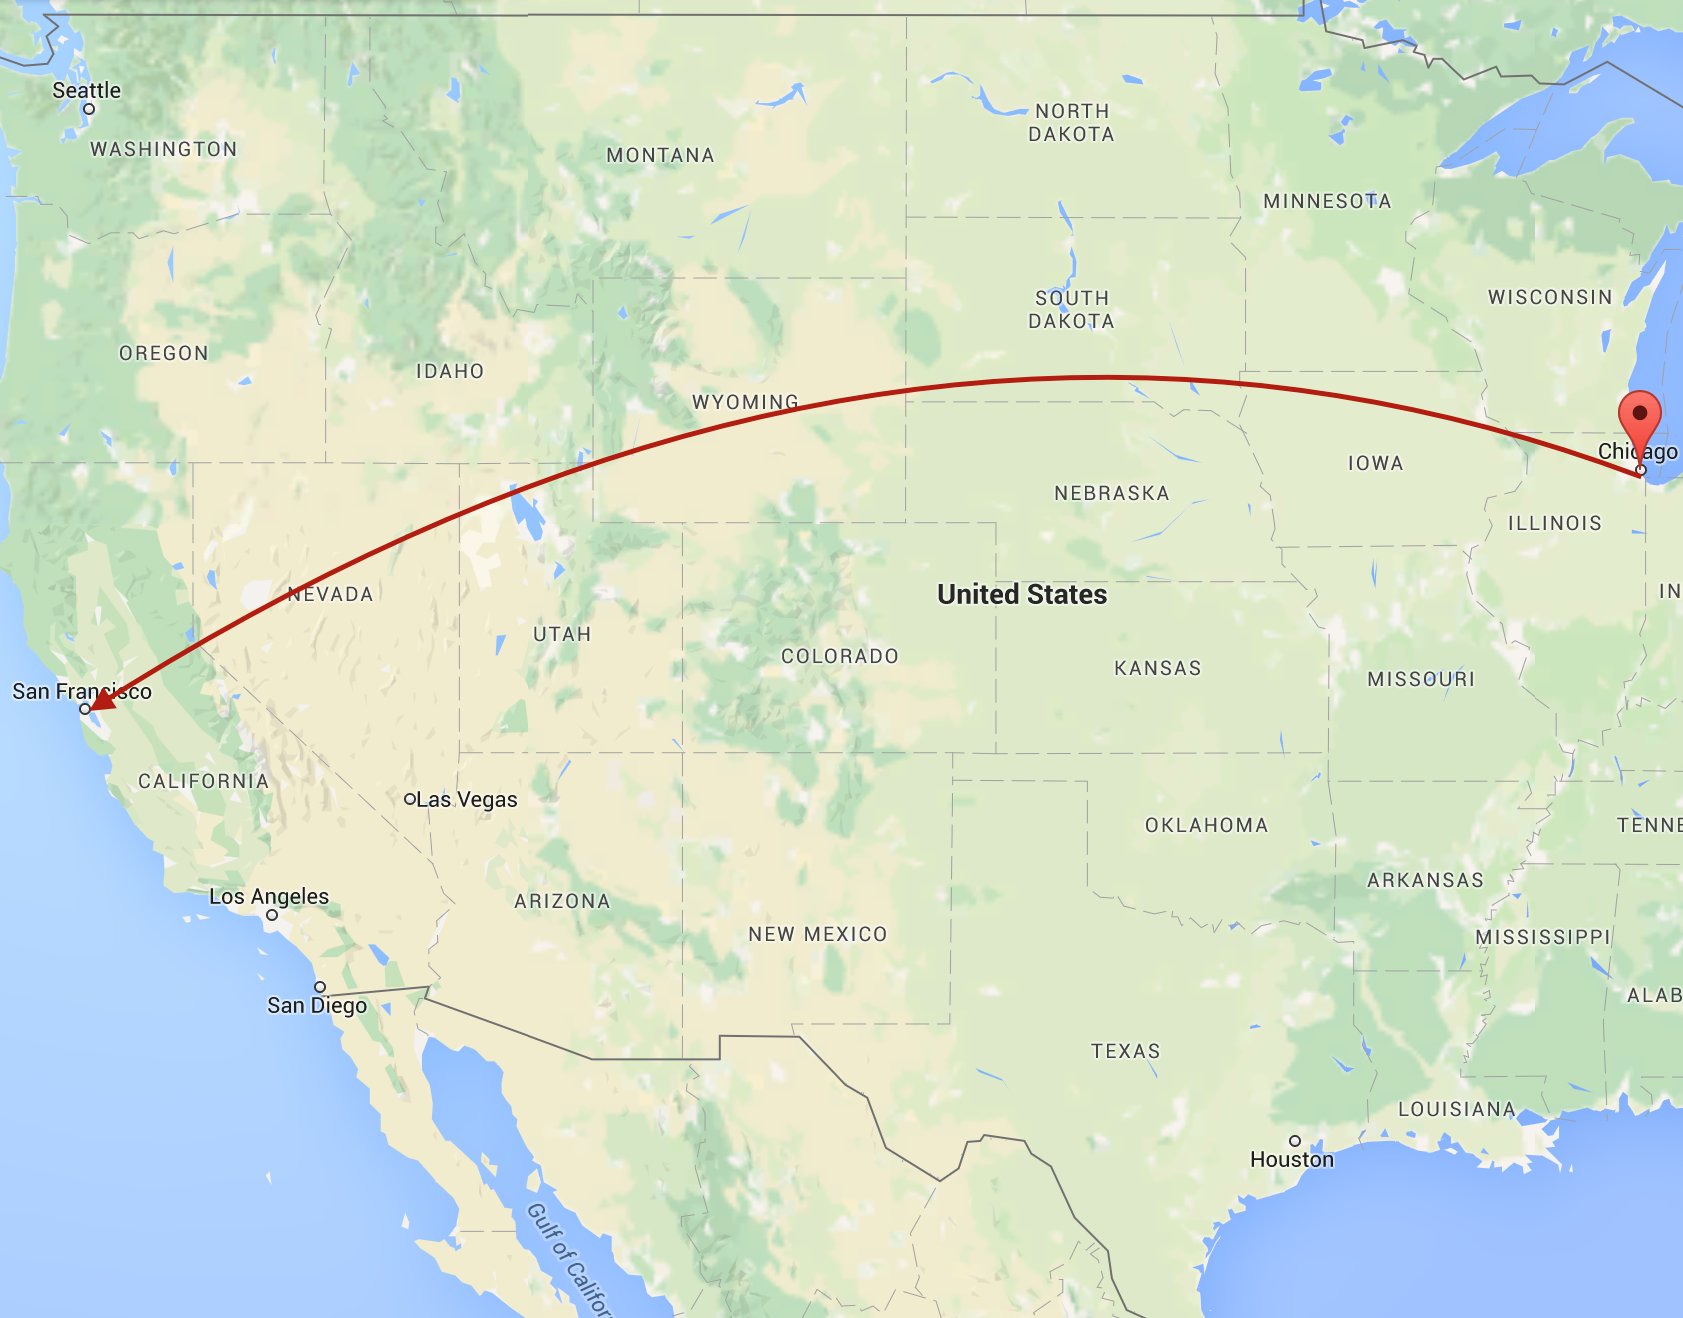 Seattle
WASHINGTON
MONTANA
NORTH
DAKOTA
MINNESOTA
SOUTH
DAKOTA
WISCONSIN
OREGON
IDAHO
WYOMING
Chicago
IOWA
NEBRASKA
ILLINOIS
NEVADA
United States
IN
UTAH
COLORADO
KANSAS
MISSOURI
San Francisco
CALIFORNIA
Las Vegas
OKLAHOMA
TENNE
Los Angeles
ARIZONA
ARKANSAS
NEW MEXICO
MISSISSIPPI
San Diego
ALAB
TEXAS
LOUISIANA
Houston
Gulf of Califor